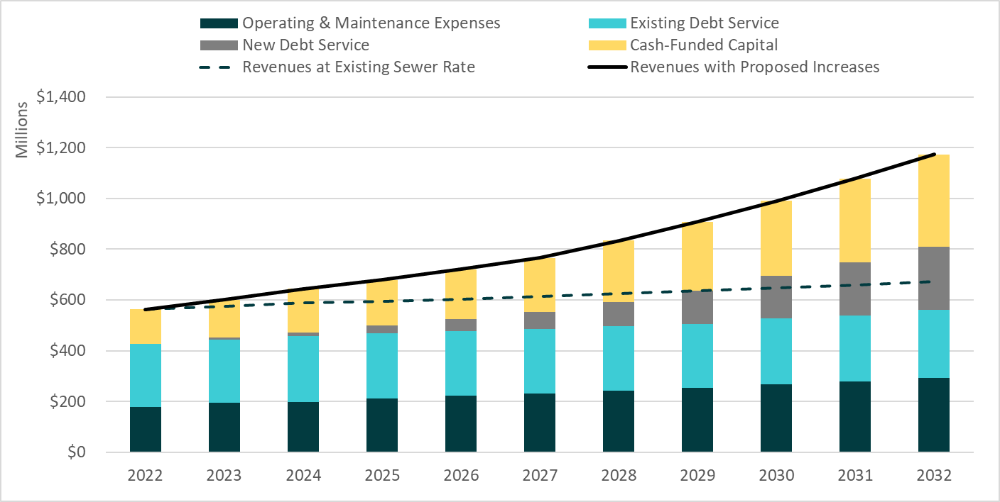 Operating & Maintenance Expenses
Existing Debt Service
New Debt Service
Cash-Funded Capital
Revenues at Existing Sewer Rate
Revenues with Proposed Increases
Millions
$1,400
$1,200
$1,000
$800
$600
$400
$200
$0
2022 2023 2024 2025 2026 2027 2028 2029 2030 2031 2032